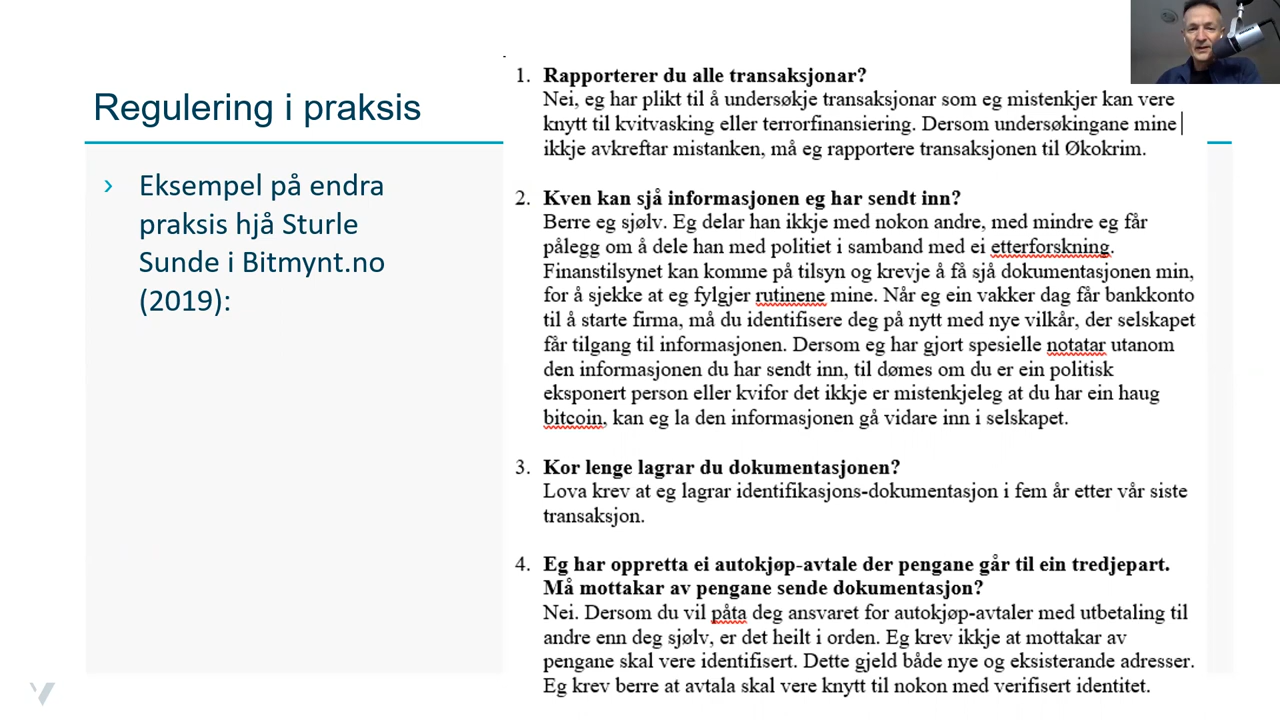 Regulering i praksis
› Eksempel på endra
praksis hjå Sturle
Sunde i Bitmynt.no
(2019):
1. Rapporterer du alle transaksjonar?
Nei, eg har plikt til å undersøkje transaksjonar som eg mistenkjer kan vere
knytt til kvitvasking eller terrorfinansiering. Dersom undersøkingane mine
ikkje avkreftar mistanken, må eg rapportere transaksjonen til Økokrim.
2. Kven kan sjå informasjonen eg har sendt inn?
Berre eg sjølv. Eg delar han ikkje med nokon andre, med mindre eg får
pålegg om å dele han med politiet i samband med ei etterforskning.
Finanstilsynet kan komme på tilsyn og krevje å få sjå dokumentasjonen min,
for å sjekke at eg fylgjer rutinene mine. Når eg ein vakker dag får bankkonto
til å starte firma, må du identifisere deg på nytt med nye vilkår, der selskapet
får tilgang til informasjonen. Dersom eg har gjort spesielle notatar utanom
den informasjonen du har sendt inn, til dømes om du er ein politisk
eksponert person eller kvifor det ikkje er mistenkjeleg at du har ein haug
bitcoin, kan eg la den informasjonen gå vidare inn i selskapet.
3. Kor lenge lagrar du dokumentasjonen?
Lova krev at eg lagrar identifikasjons-dokumentasjon i fem år etter vår siste
transaksjon.
4. Eg har oppretta ei autokjøp-avtale der pengane går til ein tredjepart.
Må mottakar av pengane sende dokumentasjon?
Nei. Dersom du vil påta deg ansvaret for autokjøp-avtaler med utbetaling til
andre enn deg sjølv, er det heilt i orden. Eg krev ikkje at mottakar av
pengane skal vere identifisert. Dette gjeld både nye og eksisterande adresser.
Eg krev berre at avtala skal vere knytt til nokon med verifisert identitet.